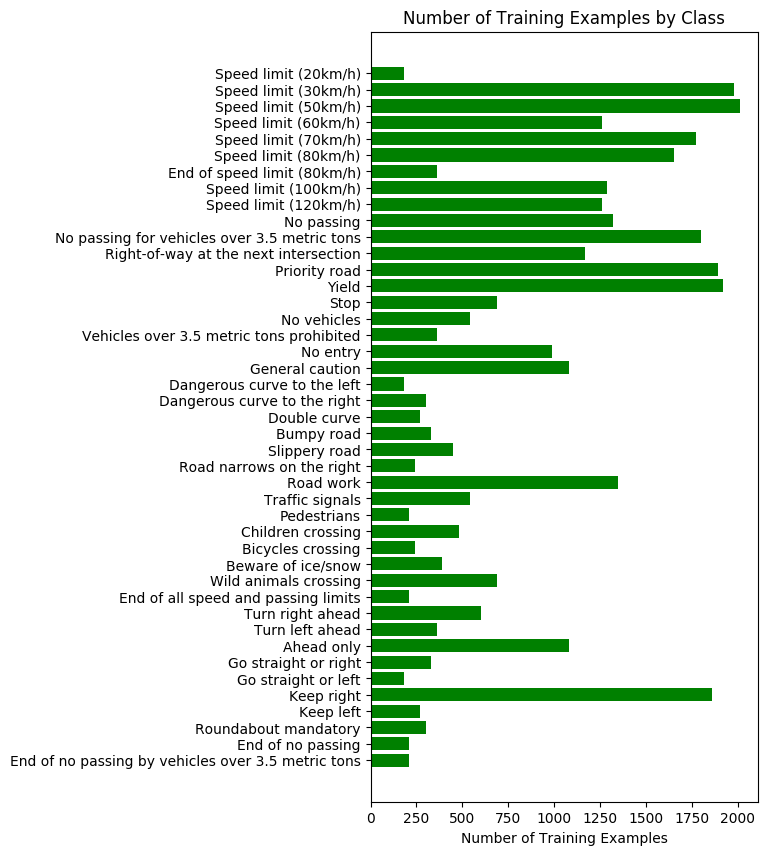 Number of Training Examples by Class
Speed limit (20km/h)
Speed limit (30km/h)
Speed limit (50km/h)
Speed limit (60km/h)
Speed limit (70km/h)
Speed limit (80km/h)
End of speed limit (80km/h)
Speed limit (100km/h)
Speed limit (120km/h)
No passing
No passing for vehicles over 3.5 metric tons
Right-of-way at the next intersection
Priority road
Yield
Stop
No vehicles
Vehicles over 3.5 metric tons prohibited
No entry
General caution
Dangerous curve to the left
Dangerous curve to the right
Double curve
Bumpy road
Slippery road
Road narrows on the right
Road work
Traffic signals
Pedestrians
Children crossing
Bicycles crossing
Beware of ice/snow
Wild animals crossing
End of all speed and passing limits
Turn right ahead
Turn left ahead
Ahead only
Go straight or right
Go straight or left
Keep right
Keep left
Roundabout mandatory
End of no passing
End of no passing by vehicles over 3.5 metric tons
0 250 500 750 1000 1250 1500 1750 2000
Number of Training Examples